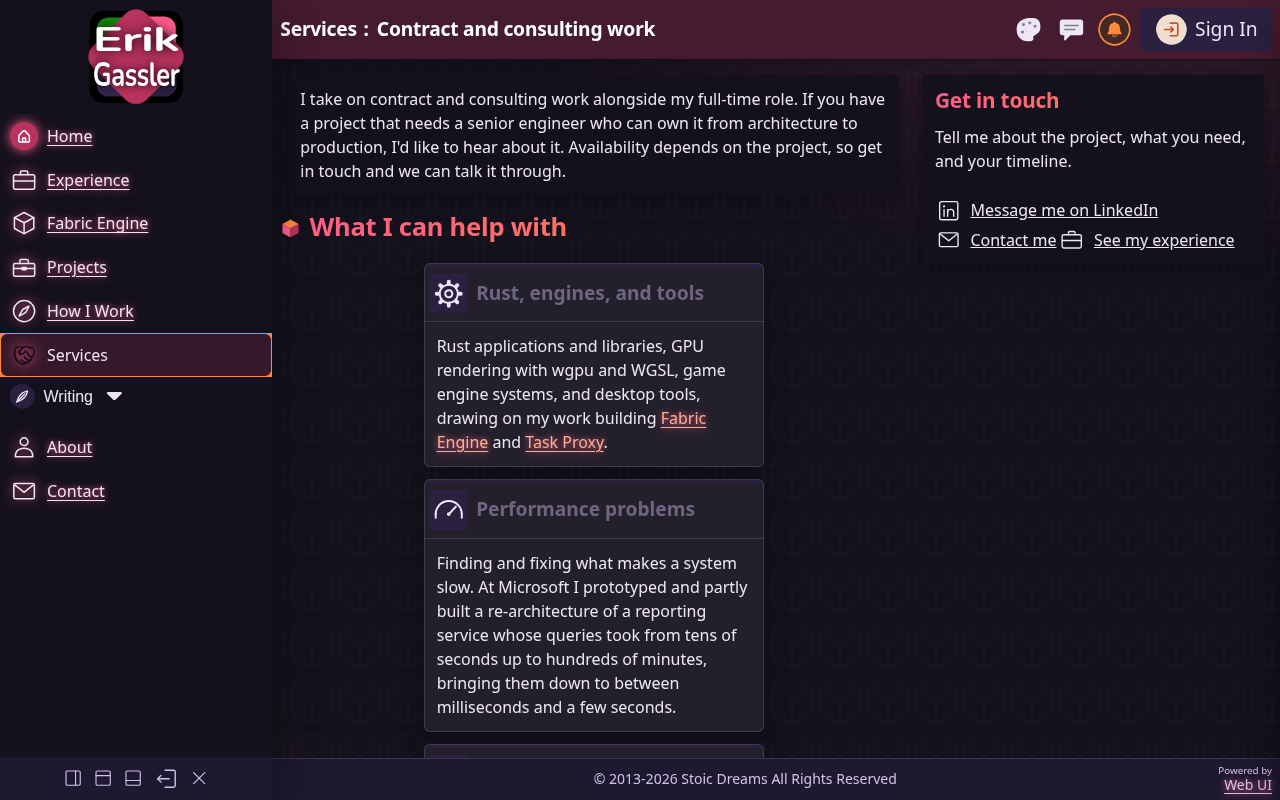 Erik
Gassler
Home
Experience
Fabric Engine
Projects
How I Work
Services
Writing
About
Contact
Services : Contract and consulting work
Sign In
I take on contract and consulting work alongside my full-time role. If you have
a project that needs a senior engineer who can own it from architecture to
production, I'd like to hear about it. Availability depends on the project, so get
in touch and we can talk it through.
What I can help with
Rust, engines, and tools
Rust applications and libraries, GPU
rendering with wgpu and WGSL, game
engine systems, and desktop tools,
drawing on my work building Fabric
Engine and Task Proxy.
Performance problems
Finding and fixing what makes a system
slow. At Microsoft I prototyped and partly
built a re-architecture of a reporting
service whose queries took from tens of
seconds up to hundreds of minutes,
bringing them down to between
milliseconds and a few seconds.
Get in touch
Tell me about the project, what you need,
and your timeline.
Message me on LinkedIn
Contact me See my experience
© 2013-2026 Stoic Dreams All Rights Reserved
Powered by
Web UI